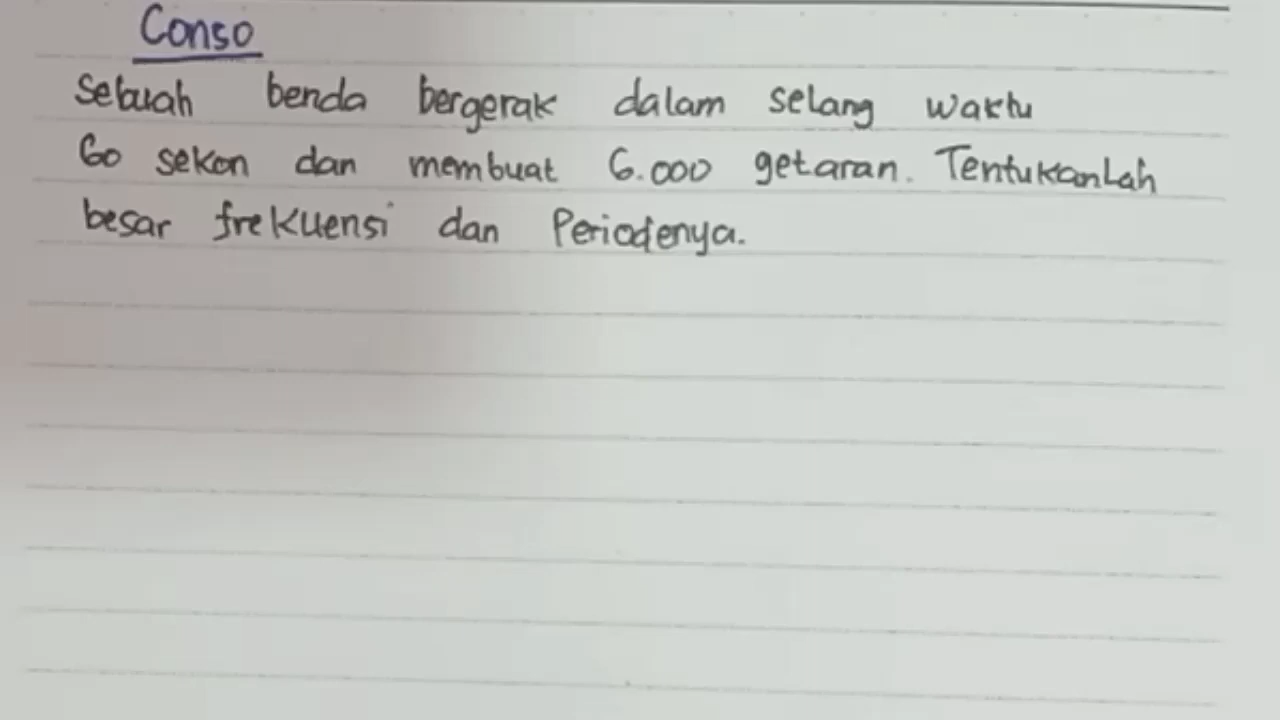 Conso
Sebuah benda bergerak dalam selang waktu
60 sekon dan membuat 6.000 getaran. Tentukanlah
besar frekuensi dan Periodenya.